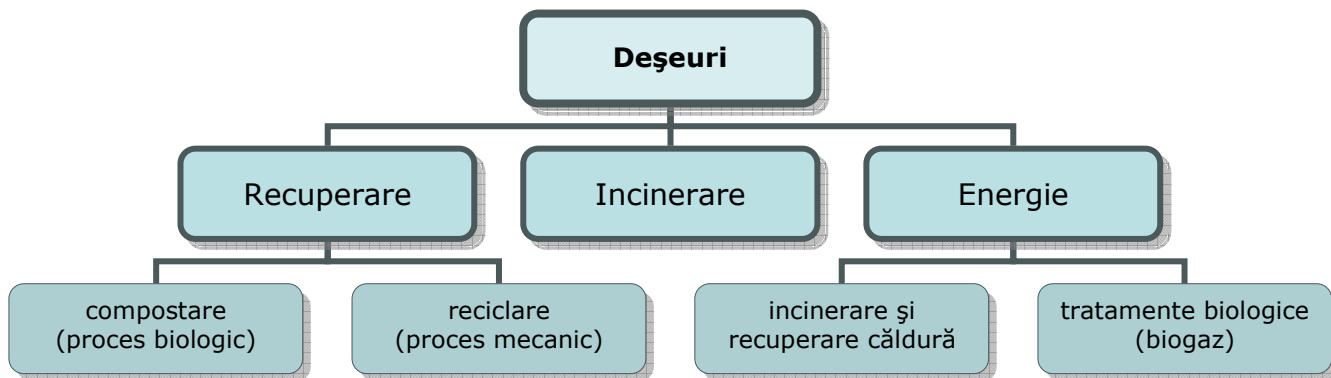 Deşeuri
Recuperare
Incinerare
Energie
compostare
(proces biologic)
reciclare
(proces mecanic)
incinerare şi
recuperare căldură
tratamente biologice
(biogaz)